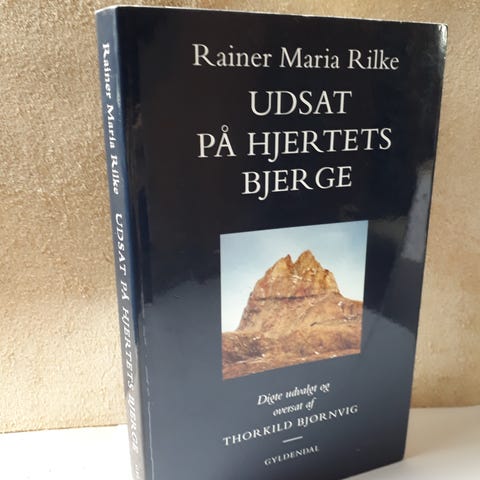 Rainer Maria Rilke
UDSAT
PÅ HJERTETS
BJERGE
Digte udvalgt og
oversat af
THORKILD BJØRNVIG
GYLDENDAL
Rainer Maria Rilke UDSAT PÅ HJERTETS BJERGE